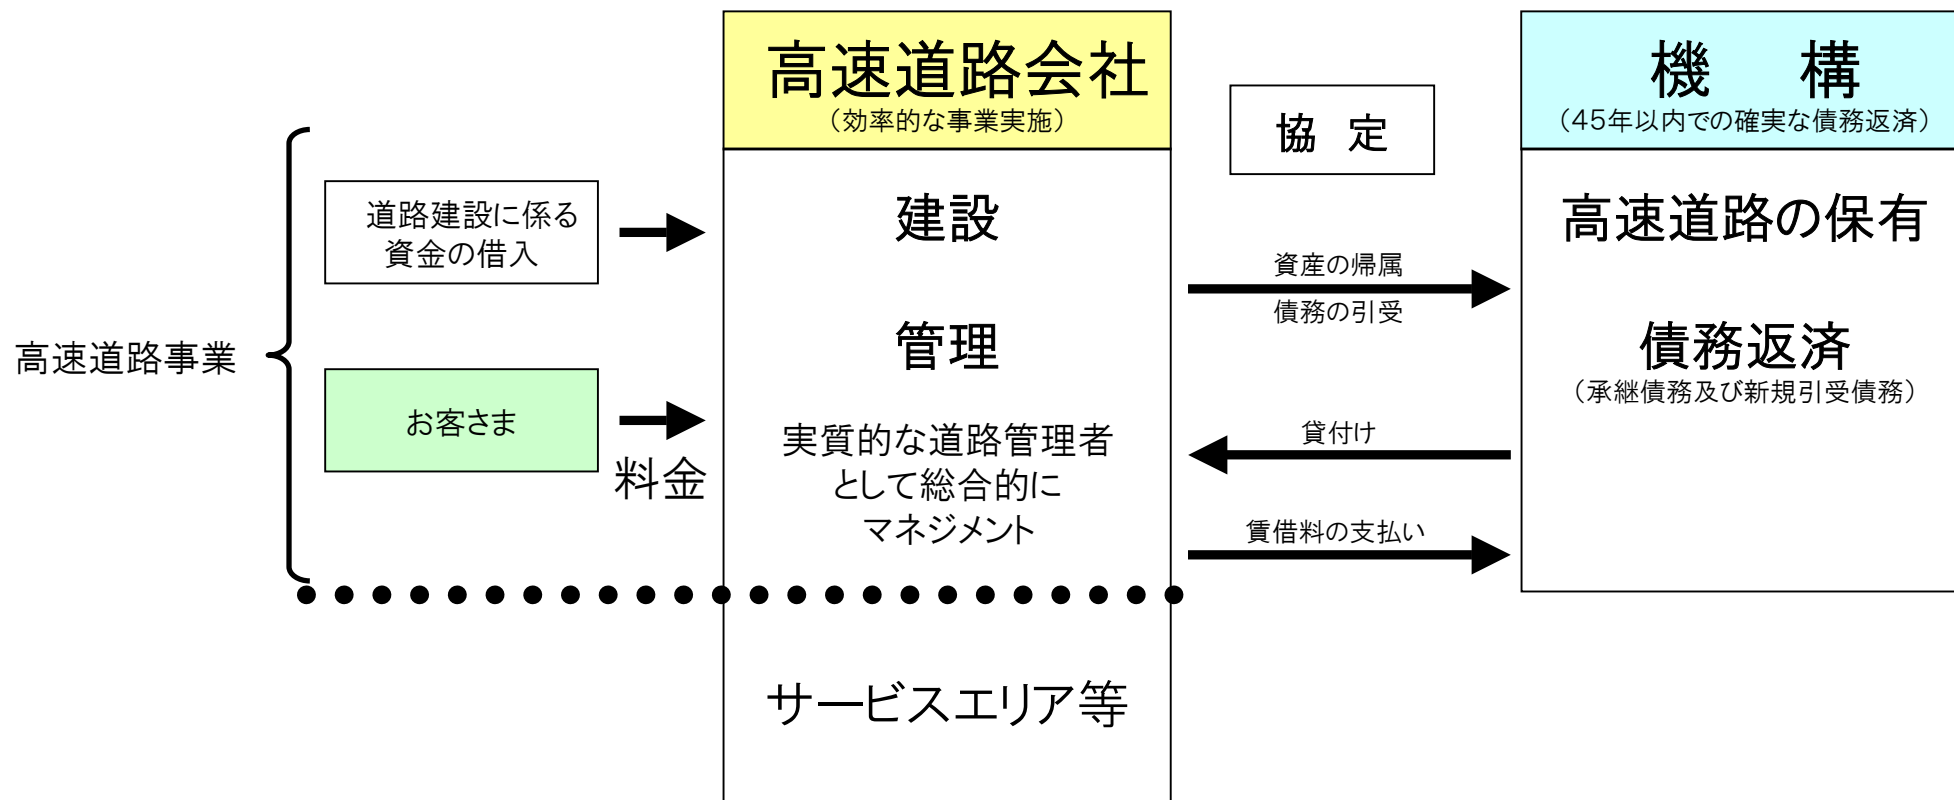 高速道路事業
道路建設に係る
資金の借入
お客さま
料金
高速道路会社
（効率的な事業実施）
建設
管理
実質的な道路管理者
として総合的に
マネジメント
サービスエリア等
協　定
資産の帰属
債務の引受
貸付け
賃借料の支払い
機　構
（45年以内での確実な債務返済）
高速道路の保有
債務返済
（承継債務及び新規引受債務）